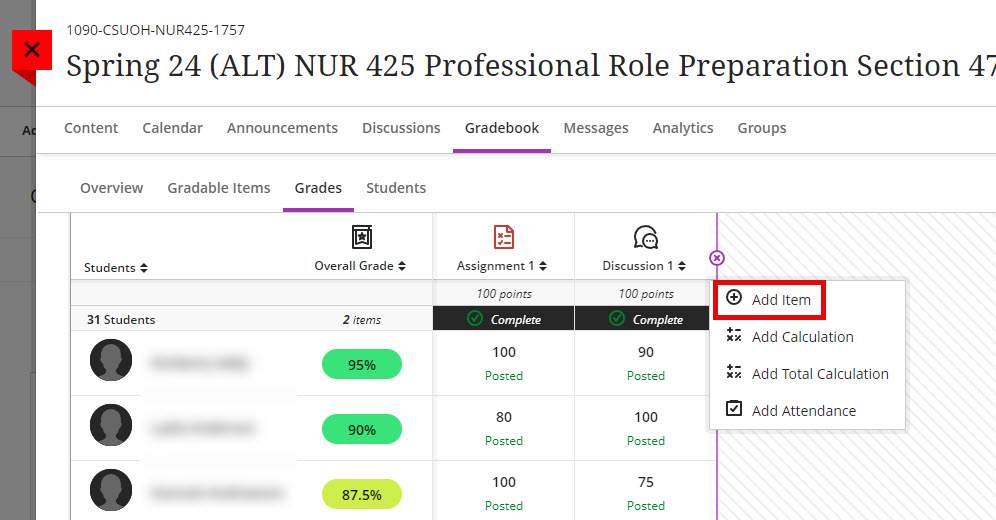 1090-CSUOH-NUR425-1757
Spring 24 (ALT) NUR 425 Professional Role Preparation Section 47
Content Calendar Announcements Discussions Gradebook Messages Analytics Groups
Overview Gradable Items Grades Students
Students Overall Grade Assignment 1 Discussion 1
100 points 100 points
31 Students 2 items Complete Complete
Add Item
Add Calculation
Add Total Calculation
Add Attendance
95% 100 90
Posted Posted
90% 80 100
Posted Posted
87.5% 100 75
Posted Posted